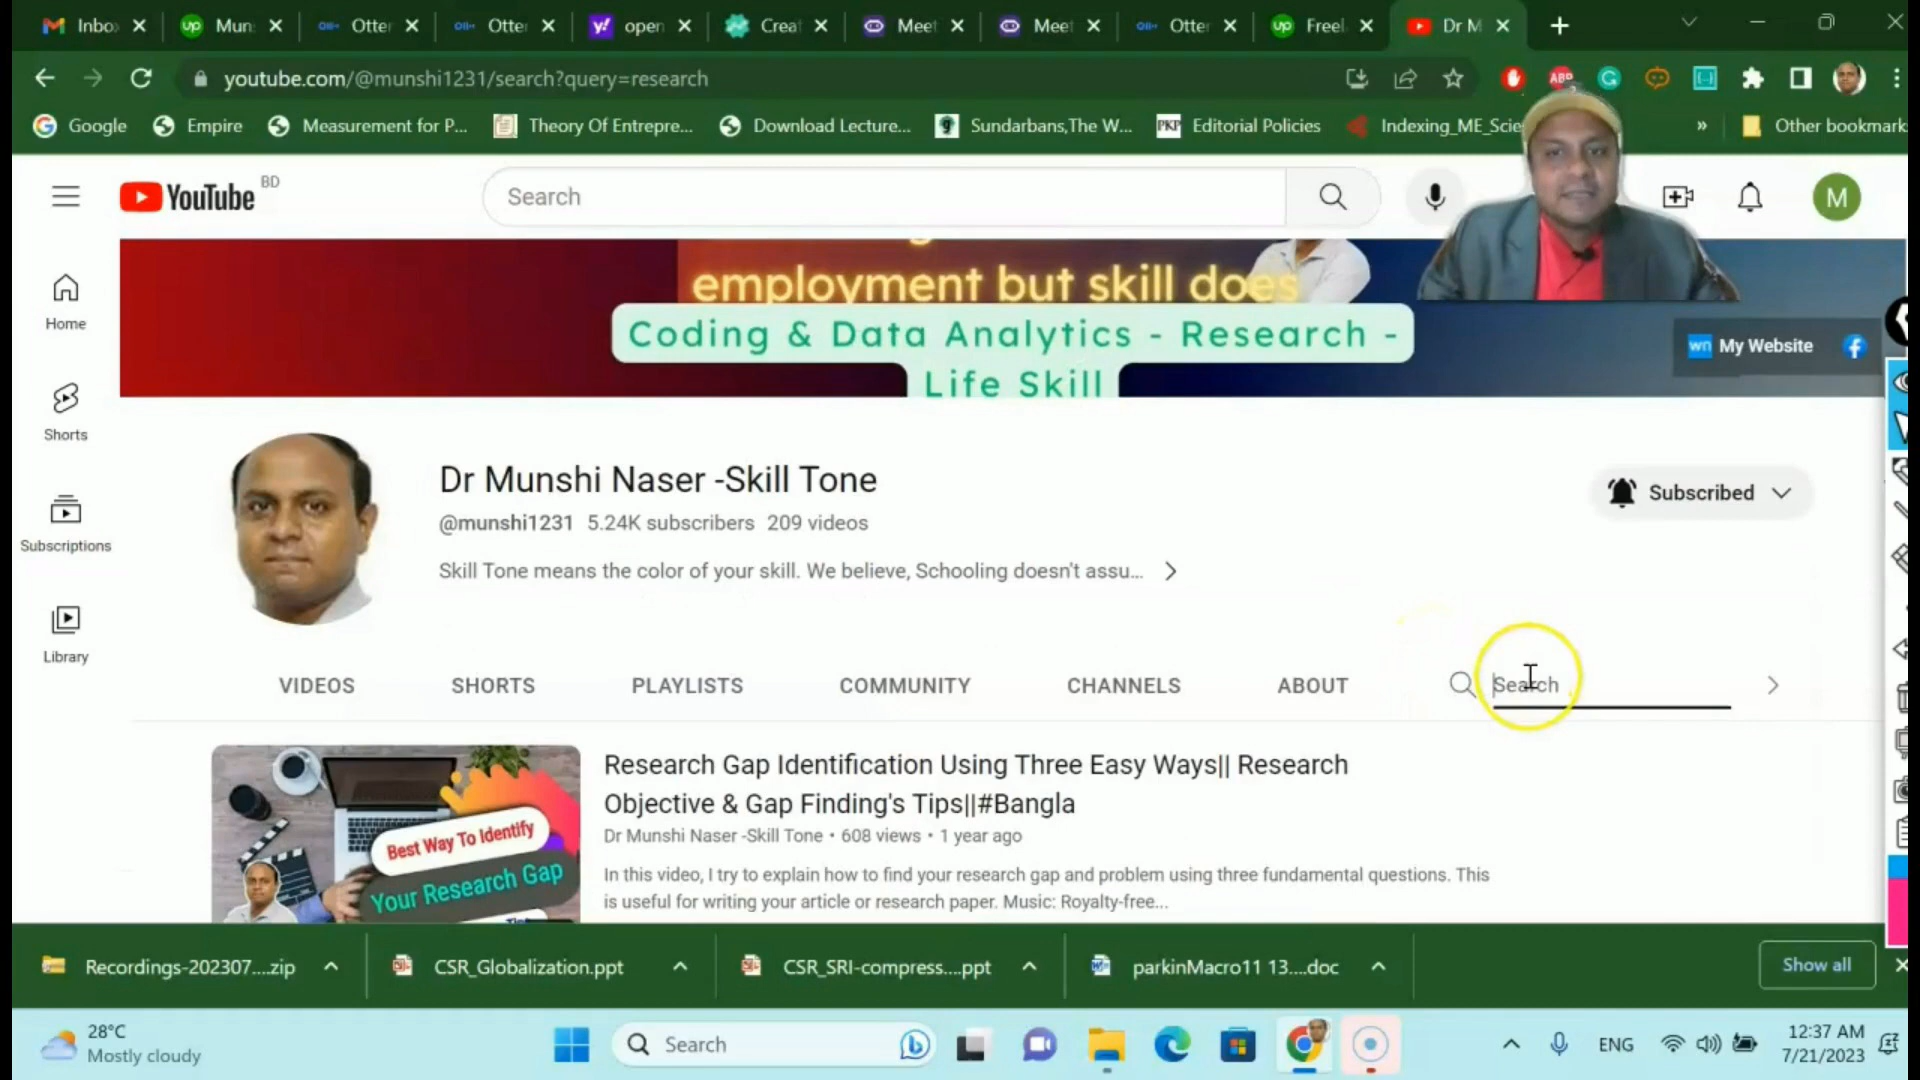 Inbo
Mun
Otter
Otte
open
Creat
Meet
Meet
Otter
Freel
Dr M
youtube.com/@munshi1231/search?query=research
ABP
Google
Empire
Measurement for P...
Theory Of Entrepre...
Download Lecture...
Sundarbans,The W...
PKP
Editorial Policies
Indexing_ME_Scie
Other bookmark
YouTube BD
Search
M
employment but skill does
Coding & Data Analytics - Research -
Life Skill
My Website
Home
Shorts
Subscriptions
Library
Dr Munshi Naser -Skill Tone
@munshi1231 5.24K subscribers 209 videos
Skill Tone means the color of your skill. We believe, Schooling doesn't assu...
Subscribed
VIDEOS
SHORTS
PLAYLISTS
COMMUNITY
CHANNELS
ABOUT
Search
Research Gap Identification Using Three Easy Ways|| Research
Objective & Gap Finding's Tips||#Bangla
Dr Munshi Naser -Skill Tone • 608 views • 1 year ago
In this video, I try to explain how to find your research gap and problem using three fundamental questions. This
is useful for writing your article or research paper. Music: Royalty-free...
Best Way To Identify
Your Research Gap
Recordings-202307....zip
CSR_Globalization.ppt
CSR_SRI-compress....ppt
parkinMacro11 13....doc
Show all
28°C
Mostly cloudy
Search
ENG
12:37 AM
7/21/2023